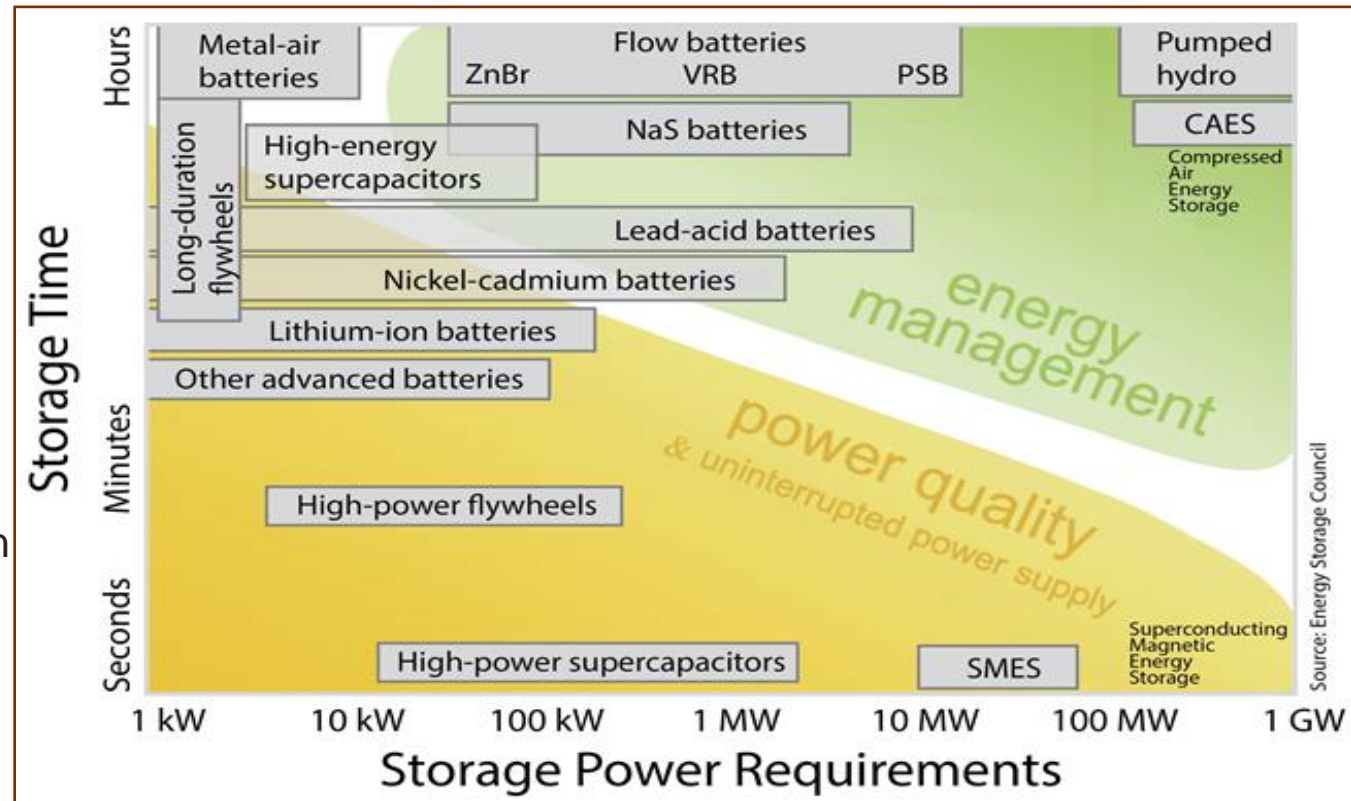 Storage Time
Hours
Minutes
Seconds
n
Metal-air
batteries
Flow batteries
ZnBr VRB PSB
Pumped
hydro
Long-duration
flywheels
High-energy
supercapacitors
NaS batteries
CAES
Compressed
Air
Energy
Storage
Lead-acid batteries
Nickel-cadmium batteries
Lithium-ion batteries
Other advanced batteries
energy
management
power quality
& uninterrupted power supply
High-power flywheels
High-power supercapacitors
SMES
Superconducting
Magnetic
Energy
Storage
Source: Energy Storage Council
1 kW 10 kW 100 kW 1 MW 10 MW 100 MW 1 GW
Storage Power Requirements